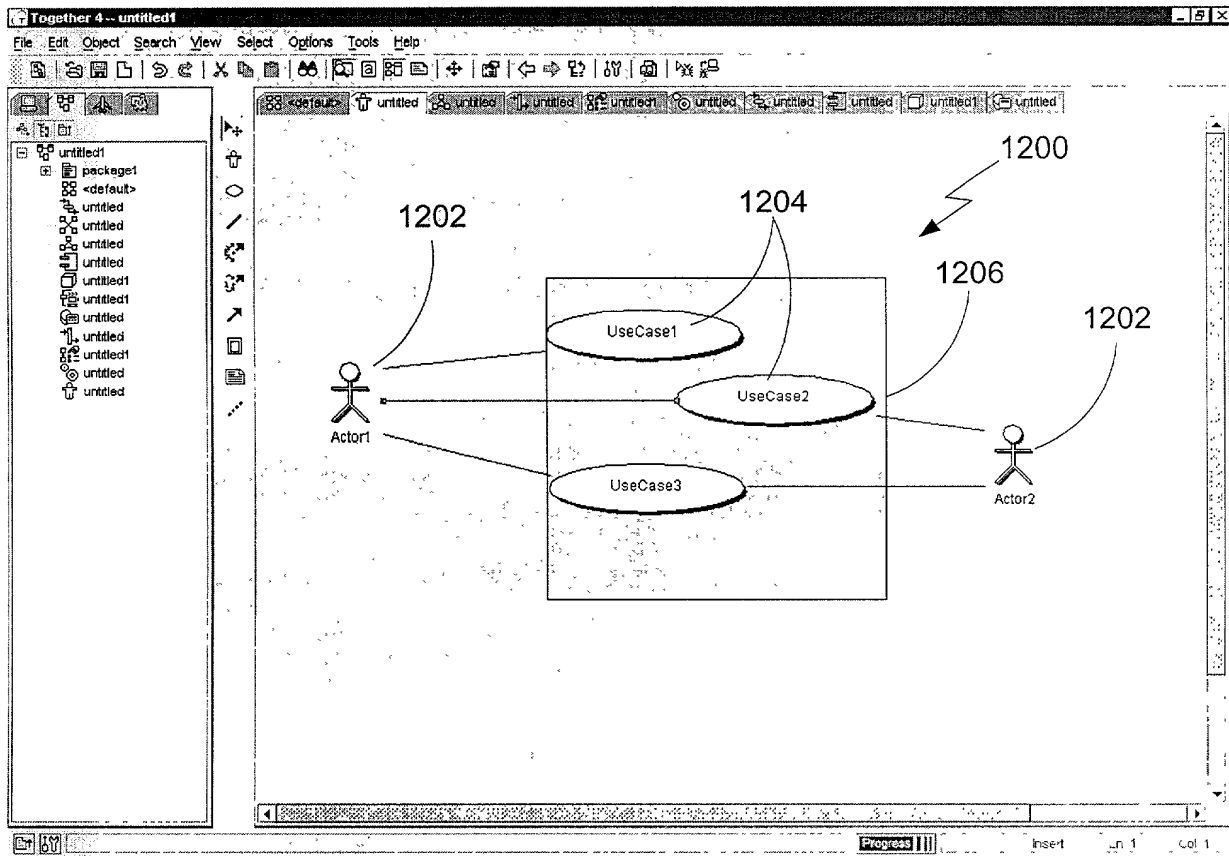 Together 4 -- untitled1
File Edit Object Search View Select Options Tools Help
<default> untitled untitled untitled untitled1 untitled untitled untitled untitled1 untitled
untitled1
package1
<default>
untitled
untitled
untitled
untitled
untitled1
untitled1
untitled
untitled
untitled1
untitled
untitled
1200
1202
1204
1206
1202
UseCase1
UseCase2
UseCase3
Actor1
Actor2
Progress
Insert Ln 1 Col 1